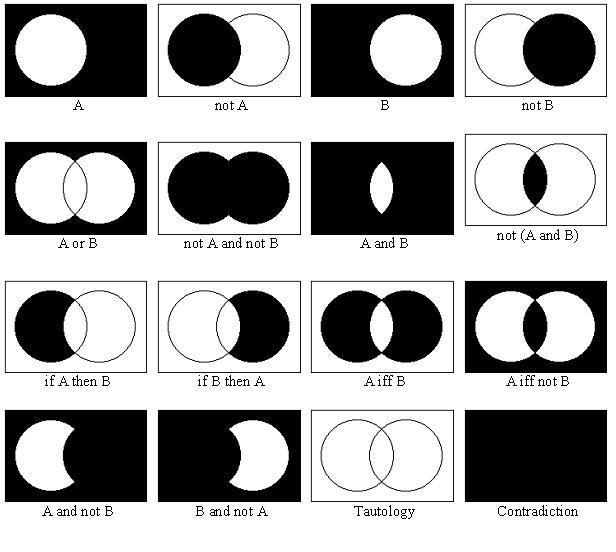 A
not A
B
not B
A or B
not A and not B
A and B
not (A and B)
if A then B
if B then A
A iff B
A iff not B
A and not B
B and not A
Tautology
Contradiction